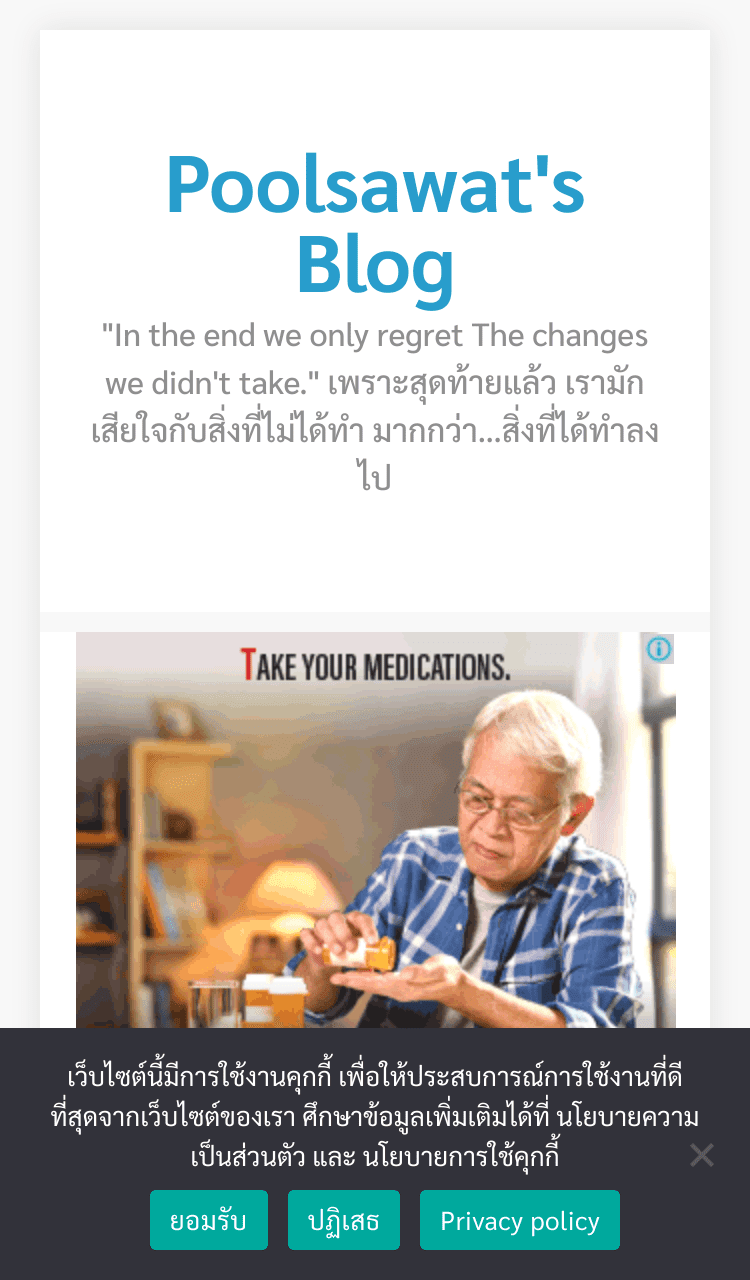 Poolsawat's
Blog
"In the end we only regret The changes
we didn't take." เพราะสุดท้ายแล้ว เรามัก
เสียใจกับสิ่งที่ไม่ได้ทำ มากกว่า...สิ่งที่ได้ทำลง
ไป
TAKE YOUR MEDICATIONS.
เว็บไซต์นี้มีการใช้งานคุกกี้ เพื่อให้ประสบการณ์การใช้งานที่ดี
ที่สุดจากเว็บไซต์ของเรา ศึกษาข้อมูลเพิ่มเติมได้ที่ นโยบายความ
เป็นส่วนตัว และ นโยบายการใช้คุกกี้
ยอมรับ ปฏิเสธ Privacy policy